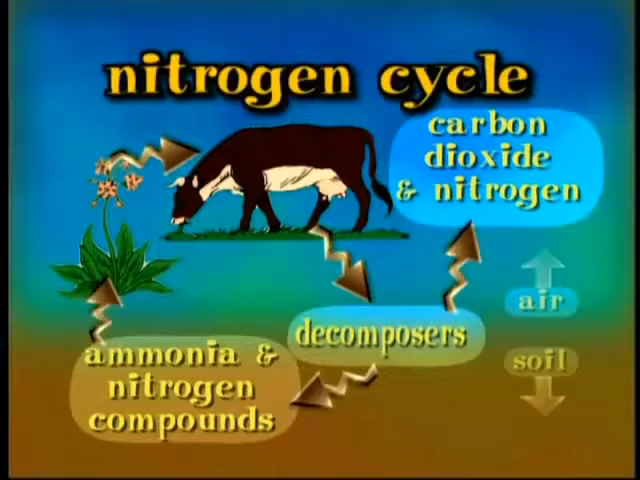 nitrogen cycle
carbon
dioxide
& nitrogen
air
decomposers
soil
ammonia &
nitrogen
compounds